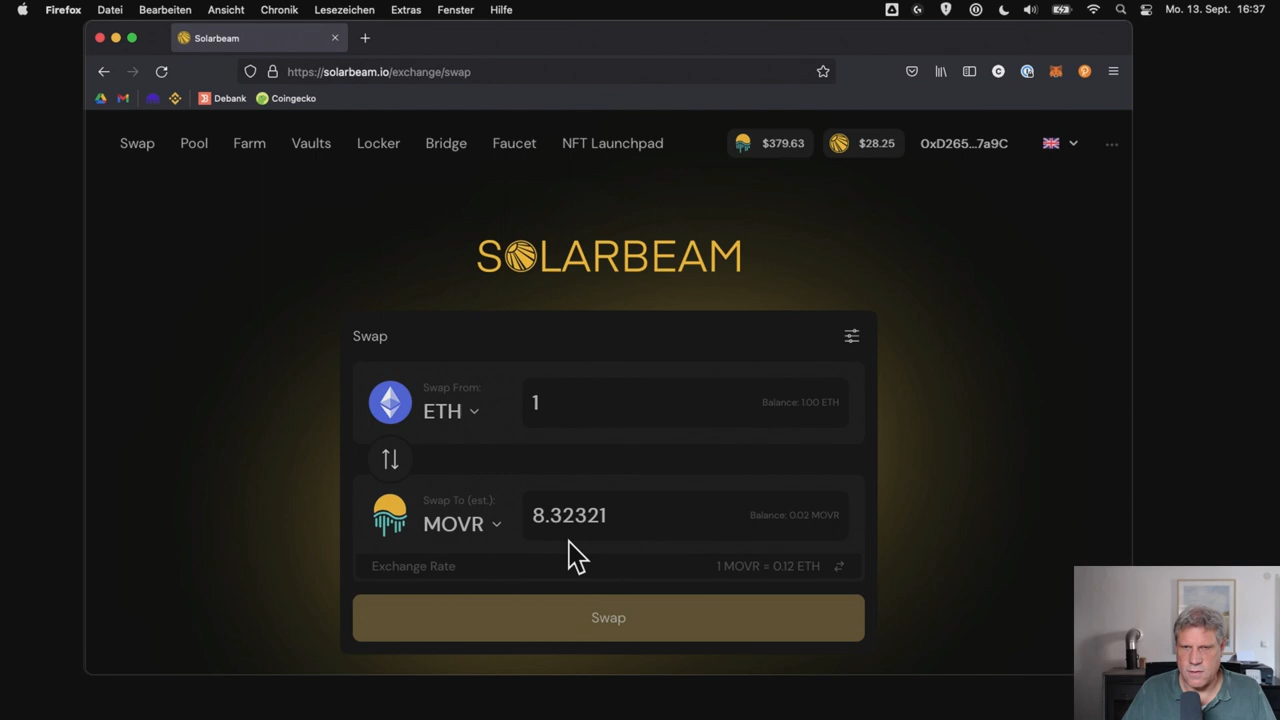 Firefox Datei Bearbeiten Ansicht Chronik Lesezeichen Extras Fenster Hilfe Mo. 13. Sept. 16:37
Solarbeam
https://solarbeam.io/exchange/swap
Debank Coingecko
Swap Pool Farm Vaults Locker Bridge Faucet NFT Launchpad $379.63 $28.25 0xD265...7a9C
SOLARBEAM
Swap
Swap From:
ETH 1 Balance: 1.00 ETH
Swap To (est.):
MOVR 8.32321 Balance: 0.02 MOVR
Exchange Rate 1 MOVR = 0.12 ETH
Swap